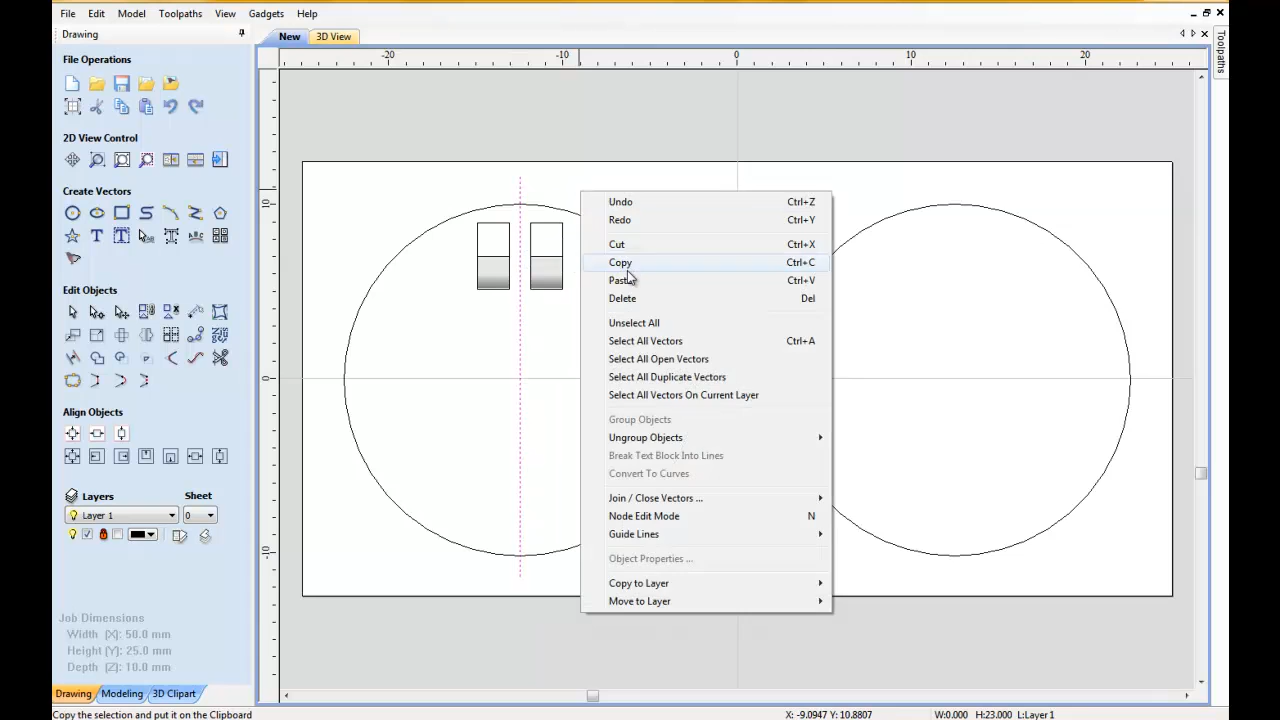 File Edit Model Toolpaths View Gadgets Help
Drawing
New 3D View
Toolpaths
File Operations
2D View Control
Create Vectors
Edit Objects
Align Objects
Layers Sheet
Layer 1 0
Job Dimensions
Width [X]: 50.0 mm
Height [Y]: 25.0 mm
Depth [Z]: 10.0 mm
Drawing Modeling 3D Clipart
-20 -10 0 10 20
10
0
-10
Undo Ctrl+Z
Redo Ctrl+Y
Cut Ctrl+X
Copy Ctrl+C
Paste Ctrl+V
Delete Del
Unselect All
Select All Vectors Ctrl+A
Select All Open Vectors
Select All Duplicate Vectors
Select All Vectors On Current Layer
Group Objects
Ungroup Objects
Break Text Block Into Lines
Convert To Curves
Join / Close Vectors ...
Node Edit Mode N
Guide Lines
Object Properties ...
Copy to Layer
Move to Layer
Copy the selection and put it on the Clipboard X: -9.0947 Y: 10.8807 W:0.000 H:23.000 L:Layer 1